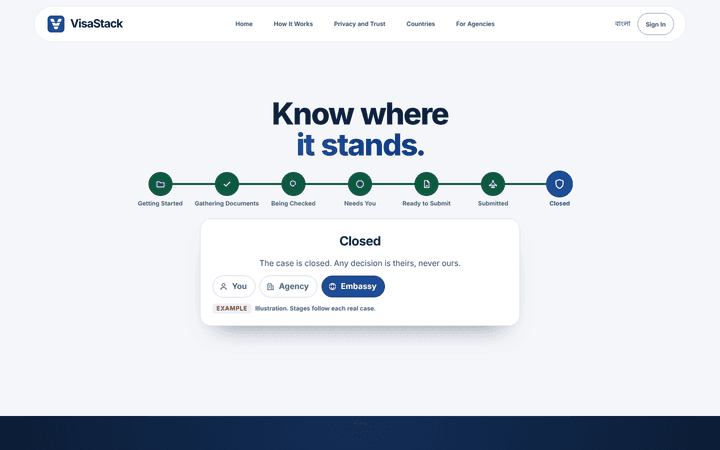 VisaStack
Home
How It Works
Privacy and Trust
Countries
For Agencies
বাংলা
Sign In
Know where
it stands.
Getting Started
Gathering Documents
Being Checked
Needs You
Ready to Submit
Submitted
Closed
Closed
The case is closed. Any decision is theirs, never ours.
You
Agency
Embassy
EXAMPLE Illustration. Stages follow each real case.